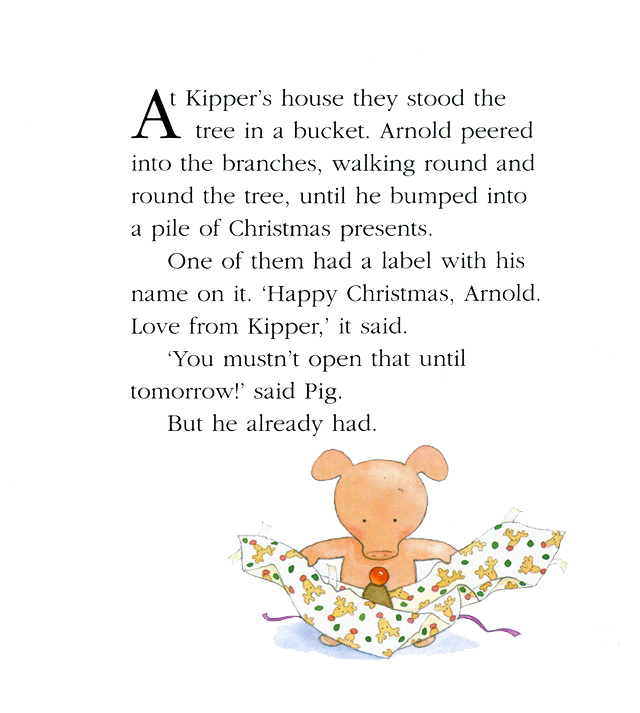 At Kipper's house they stood the
tree in a bucket. Arnold peered
into the branches, walking round and
round the tree, until he bumped into
a pile of Christmas presents.
One of them had a label with his
name on it. ‘Happy Christmas, Arnold.
Love from Kipper,’ it said.
‘You mustn't open that until
tomorrow!’ said Pig.
But he already had.